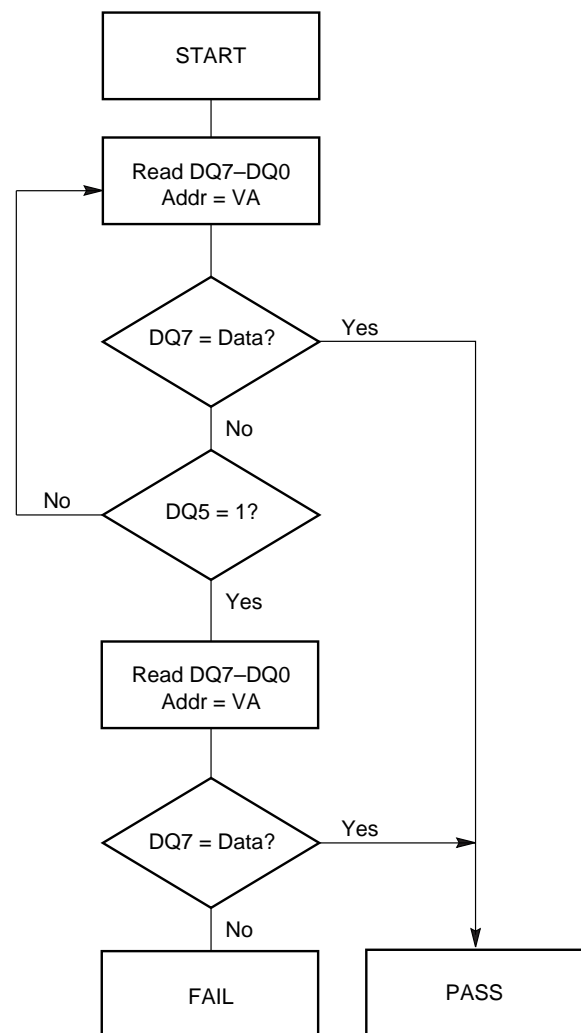 START
Read DQ7–DQ0
Addr = VA
DQ7 = Data?
Yes
No
No
DQ5 = 1?
Yes
Read DQ7–DQ0
Addr = VA
DQ7 = Data?
Yes
No
FAIL
PASS